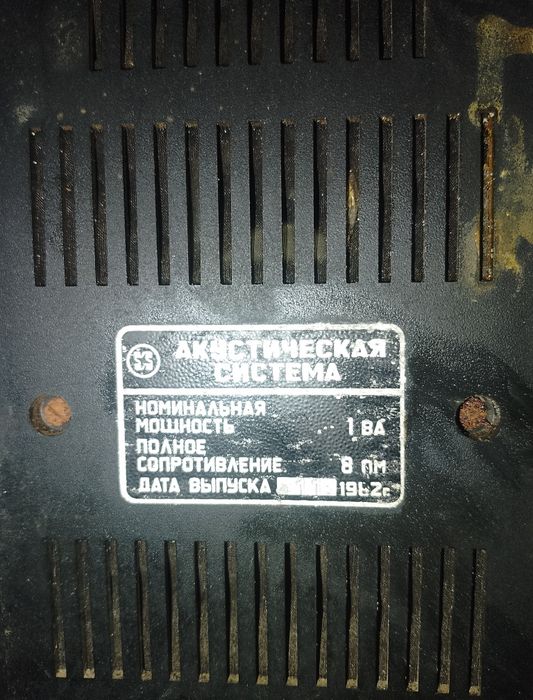 АКУСТИЧЕСКАЯ
СИСТЕМА
НОМИНАЛЬНАЯ
МОЩНОСТЬ 1 ВА
ПОЛНОЕ
СОПРОТИВЛЕНИЕ 8 ОМ
ДАТА ВЫПУСКА 1982г.